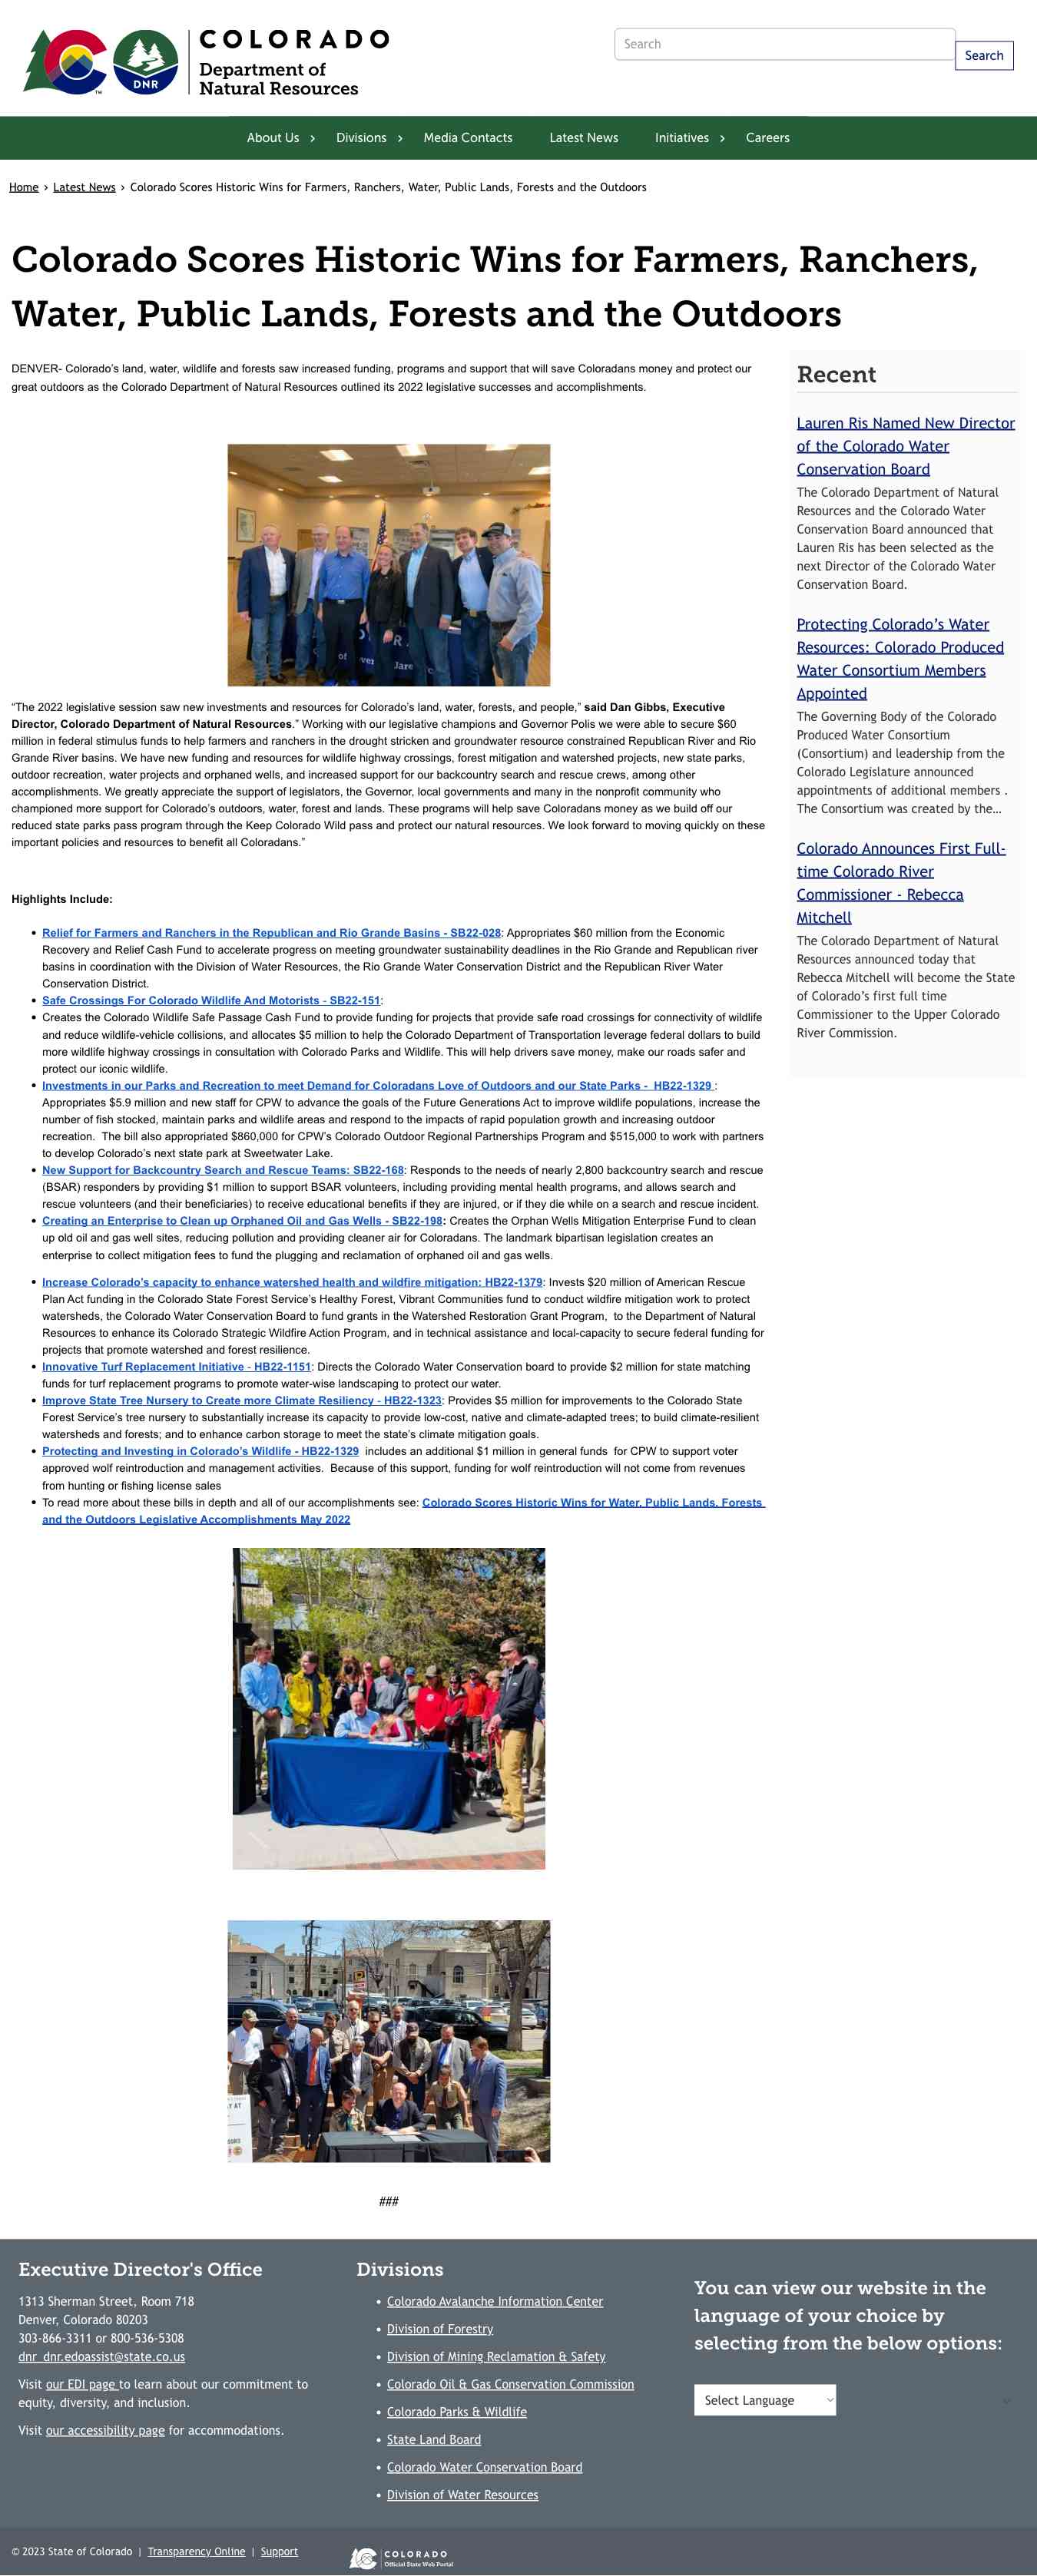 COLORADO
Department of
Natural Resources
DNR
TM
Search
Search
About Us
Divisions
Media Contacts
Latest News
Initiatives
Careers
Home › Latest News › Colorado Scores Historic Wins for Farmers, Ranchers, Water, Public Lands, Forests and the Outdoors
Colorado Scores Historic Wins for Farmers, Ranchers,
Water, Public Lands, Forests and the Outdoors
DENVER- Colorado's land, water, wildlife and forests saw increased funding, programs and support that will save Coloradans money and protect our
great outdoors as the Colorado Department of Natural Resources outlined its 2022 legislative successes and accomplishments.
“The 2022 legislative session saw new investments and resources for Colorado's land, water, forests, and people,” said Dan Gibbs, Executive
Director, Colorado Department of Natural Resources.” Working with our legislative champions and Governor Polis we were able to secure $60
million in federal stimulus funds to help farmers and ranchers in the drought stricken and groundwater resource constrained Republican River and Rio
Grande River basins. We have new funding and resources for wildlife highway crossings, forest mitigation and watershed projects, new state parks,
outdoor recreation, water projects and orphaned wells, and increased support for our backcountry search and rescue crews, among other
accomplishments. We greatly appreciate the support of legislators, the Governor, local governments and many in the nonprofit community who
championed more support for Colorado's outdoors, water, forest and lands. These programs will help save Coloradans money as we build off our
reduced state parks pass program through the Keep Colorado Wild pass and protect our natural resources. We look forward to moving quickly on these
important policies and resources to benefit all Coloradans.”
Highlights Include:
• Relief for Farmers and Ranchers in the Republican and Rio Grande Basins - SB22-028: Appropriates $60 million from the Economic
Recovery and Relief Cash Fund to accelerate progress on meeting groundwater sustainability deadlines in the Rio Grande and Republican river
basins in coordination with the Division of Water Resources, the Rio Grande Water Conservation District and the Republican River Water
Conservation District.
• Safe Crossings For Colorado Wildlife And Motorists - SB22-151:
• Creates the Colorado Wildlife Safe Passage Cash Fund to provide funding for projects that provide safe road crossings for connectivity of wildlife
and reduce wildlife-vehicle collisions, and allocates $5 million to help the Colorado Department of Transportation leverage federal dollars to build
more wildlife highway crossings in consultation with Colorado Parks and Wildlife. This will help drivers save money, make our roads safer and
protect our iconic wildlife.
• Investments in our Parks and Recreation to meet Demand for Coloradans Love of Outdoors and our State Parks - HB22-1329 :
Appropriates $5.9 million and new staff for CPW to advance the goals of the Future Generations Act to improve wildlife populations, increase the
number of fish stocked, maintain parks and wildlife areas and respond to the impacts of rapid population growth and increasing outdoor
recreation. The bill also appropriated $860,000 for CPW's Colorado Outdoor Regional Partnerships Program and $515,000 to work with partners
to develop Colorado's next state park at Sweetwater Lake.
• New Support for Backcountry Search and Rescue Teams: SB22-168: Responds to the needs of nearly 2,800 backcountry search and rescue
(BSAR) responders by providing $1 million to support BSAR volunteers, including providing mental health programs, and allows search and
rescue volunteers (and their beneficiaries) to receive educational benefits if they are injured, or if they die while on a search and rescue incident.
• Creating an Enterprise to Clean up Orphaned Oil and Gas Wells - SB22-198: Creates the Orphan Wells Mitigation Enterprise Fund to clean
up old oil and gas well sites, reducing pollution and providing cleaner air for Coloradans. The landmark bipartisan legislation creates an
enterprise to collect mitigation fees to fund the plugging and reclamation of orphaned oil and gas wells.
• Increase Colorado's capacity to enhance watershed health and wildfire mitigation: HB22-1379: Invests $20 million of American Rescue
Plan Act funding in the Colorado State Forest Service's Healthy Forest, Vibrant Communities fund to conduct wildfire mitigation work to protect
watersheds, the Colorado Water Conservation Board to fund grants in the Watershed Restoration Grant Program, to the Department of Natural
Resources to enhance its Colorado Strategic Wildfire Action Program, and in technical assistance and local-capacity to secure federal funding for
projects that promote watershed and forest resilience.
• Innovative Turf Replacement Initiative - HB22-1151: Directs the Colorado Water Conservation board to provide $2 million for state matching
funds for turf replacement programs to promote water-wise landscaping to protect our water.
• Improve State Tree Nursery to Create more Climate Resiliency - HB22-1323: Provides $5 million for improvements to the Colorado State
Forest Service's tree nursery to substantially increase its capacity to provide low-cost, native and climate-adapted trees; to build climate-resilient
watersheds and forests; and to enhance carbon storage to meet the state's climate mitigation goals.
• Protecting and Investing in Colorado's Wildlife - HB22-1329 includes an additional $1 million in general funds for CPW to support voter
approved wolf reintroduction and management activities. Because of this support, funding for wolf reintroduction will not come from revenues
from hunting or fishing license sales
• To read more about these bills in depth and all of our accomplishments see: Colorado Scores Historic Wins for Water, Public Lands, Forests
and the Outdoors Legislative Accomplishments May 2022
###
Recent
Lauren Ris Named New Director
of the Colorado Water
Conservation Board
The Colorado Department of Natural
Resources and the Colorado Water
Conservation Board announced that
Lauren Ris has been selected as the
next Director of the Colorado Water
Conservation Board.
Protecting Colorado’s Water
Resources: Colorado Produced
Water Consortium Members
Appointed
The Governing Body of the Colorado
Produced Water Consortium
(Consortium) and leadership from the
Colorado Legislature announced
appointments of additional members .
The Consortium was created by the...
Colorado Announces First Full-
time Colorado River
Commissioner - Rebecca
Mitchell
The Colorado Department of Natural
Resources announced today that
Rebecca Mitchell will become the State
of Colorado’s first full time
Commissioner to the Upper Colorado
River Commission.
Executive Director's Office
1313 Sherman Street, Room 718
Denver, Colorado 80203
303-866-3311 or 800-536-5308
dnr_dnr.edoassist@state.co.us
Visit our EDI page to learn about our commitment to
equity, diversity, and inclusion.
Visit our accessibility page for accommodations.
Divisions
• Colorado Avalanche Information Center
• Division of Forestry
• Division of Mining Reclamation & Safety
• Colorado Oil & Gas Conservation Commission
• Colorado Parks & Wildlife
• State Land Board
• Colorado Water Conservation Board
• Division of Water Resources
You can view our website in the
language of your choice by
selecting from the below options:
Select Language
© 2023 State of Colorado | Transparency Online | Support
COLORADO
Official State Web Portal